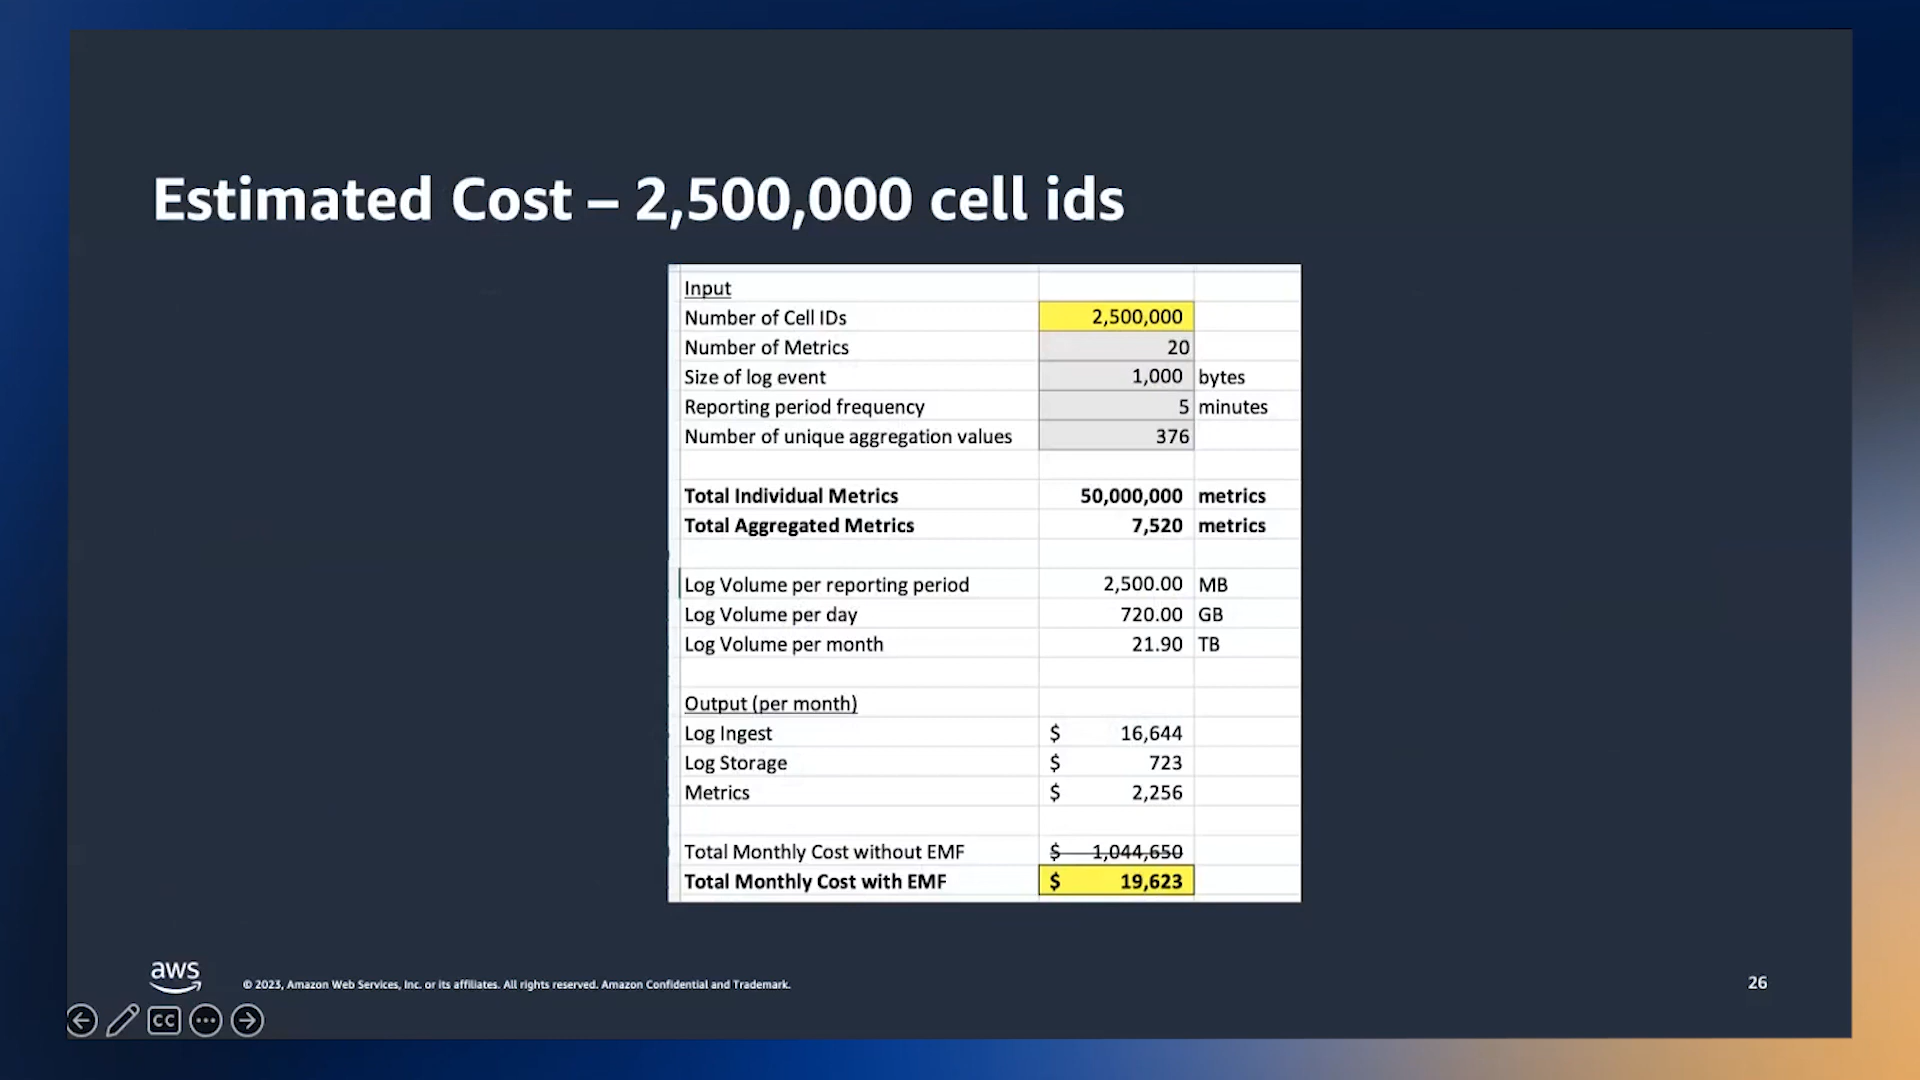 Estimated Cost – 2,500,000 cell ids
Input
Number of Cell IDs 2,500,000
Number of Metrics 20
Size of log event 1,000 bytes
Reporting period frequency 5 minutes
Number of unique aggregation values 376
Total Individual Metrics 50,000,000 metrics
Total Aggregated Metrics 7,520 metrics
Log Volume per reporting period 2,500.00 MB
Log Volume per day 720.00 GB
Log Volume per month 21.90 TB
Output (per month)
Log Ingest $ 16,644
Log Storage $ 723
Metrics $ 2,256
Total Monthly Cost without EMF $ 1,044,650
Total Monthly Cost with EMF $ 19,623
aws
© 2023, Amazon Web Services, Inc. or its affiliates. All rights reserved. Amazon Confidential and Trademark.
26
CC